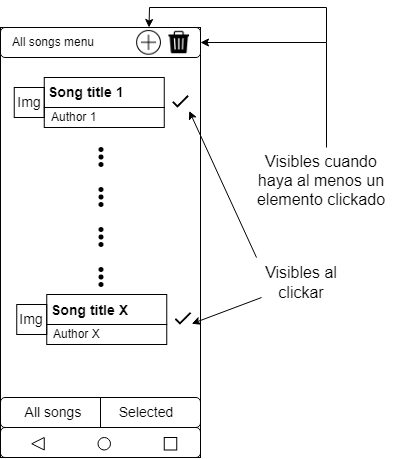 All songs menu
Img
Song title 1
Author 1
Visibles cuando
haya al menos un
elemento clickado
Visibles al
clickar
Img
Song title X
Author X
All songs
Selected